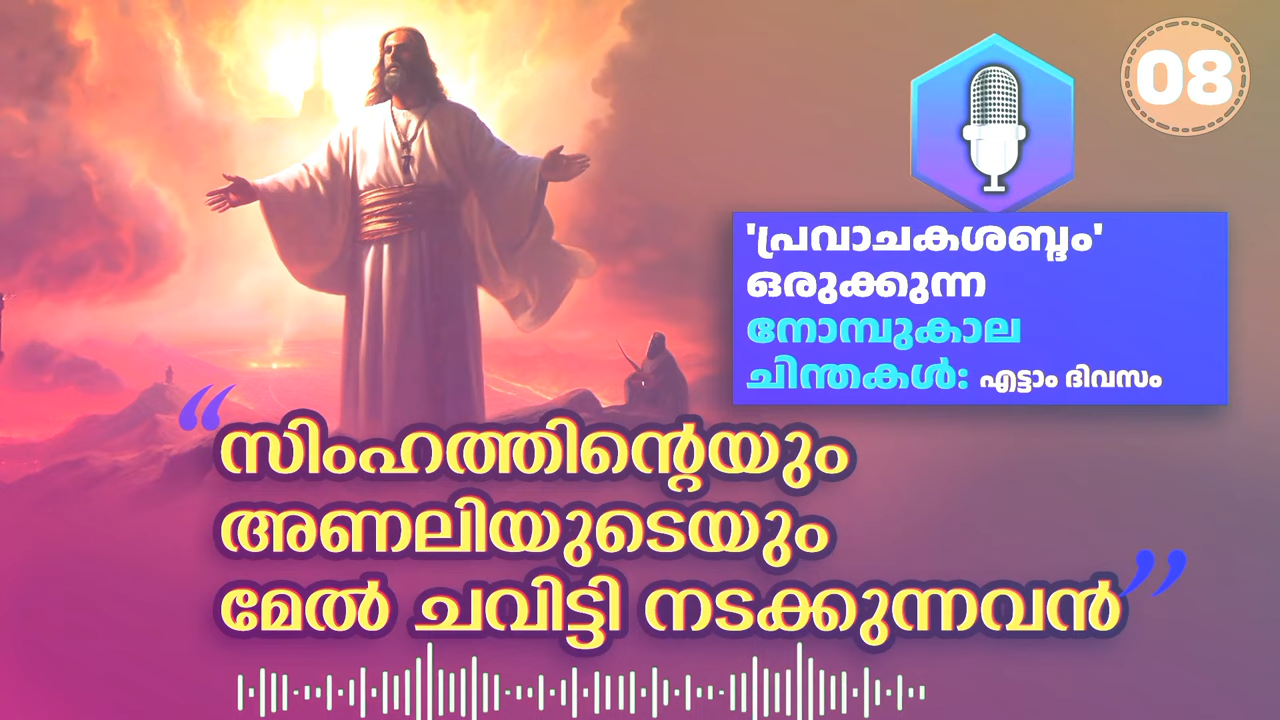 08
'പ്രവാചകശബ്ദം'
ഒരുക്കുന്ന
നോമ്പുകാല
ചിന്തകൾ: എട്ടാം ദിവസം
“സിംഹത്തിന്റെയും
അണലിയുടെയും
മേൽ ചവിട്ടി നടക്കുന്നവൻ”